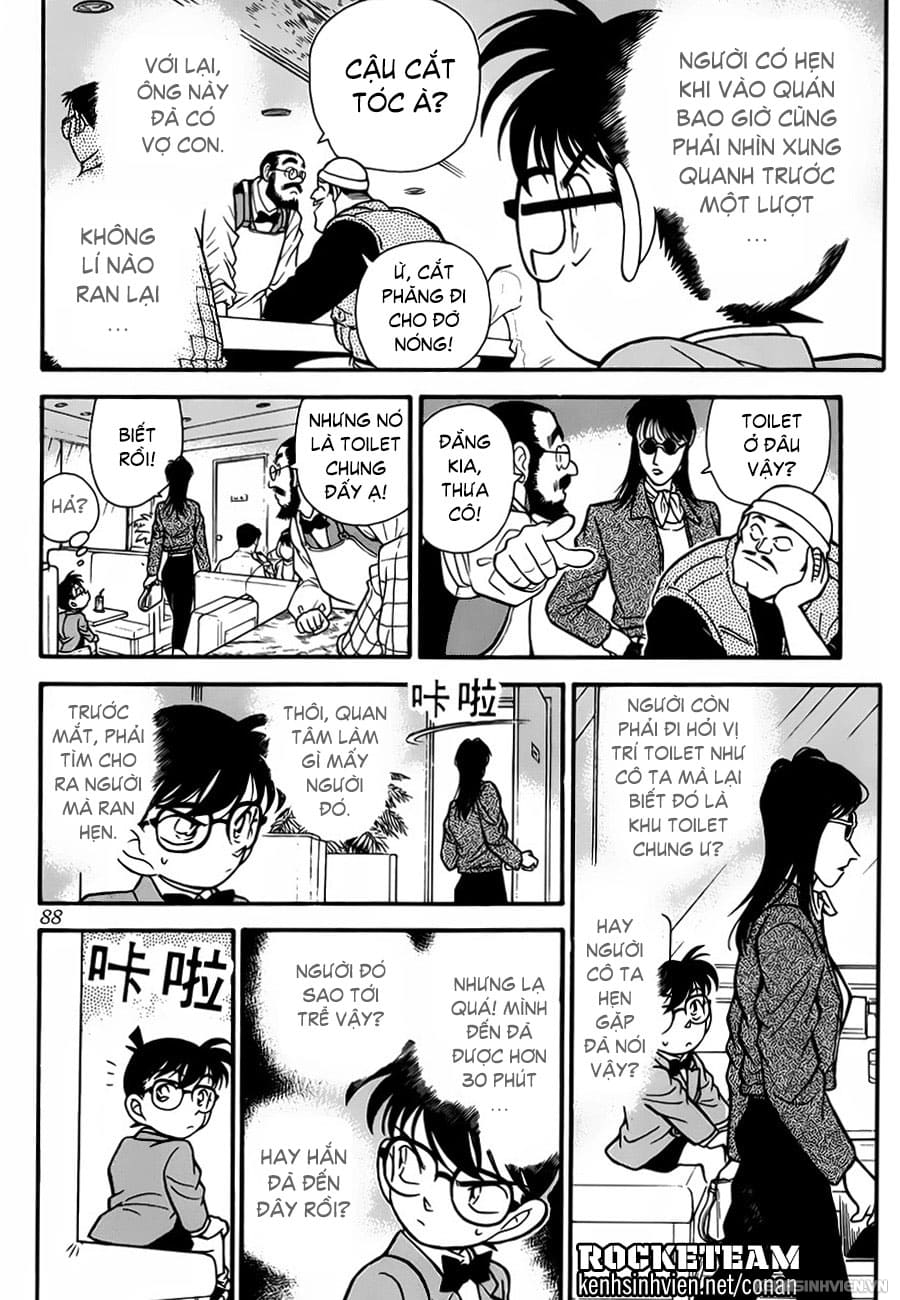 NGƯỜI CÓ HẸN
KHI VÀO QUÁN
BAO GIỜ CŨNG
PHẢI NHÌN XUNG
QUANH TRƯỚC
MỘT LƯỢT
...
CẬU CẮT
TÓC À?
Ừ, CẮT
PHĂNG ĐI
CHO ĐỠ
NÓNG!
VỚI LẠI,
ÔNG NÀY
ĐÃ CÓ
VỢ CON.
KHÔNG
LÍ NÀO
RAN LẠI
...
TOILET
Ở ĐÂU
VẬY?
ĐẰNG
KIA,
THƯA
CÔ!
NHƯNG NÓ
LÀ TOILET
CHUNG
ĐẤY Ạ!
BIẾT
RỒI!
HẢ?
NGƯỜI CÒN
PHẢI ĐI HỎI VỊ
TRÍ TOILET NHƯ
CÔ TA MÀ LẠI
BIẾT ĐÓ LÀ
KHU TOILET
CHUNG Ư?
HAY
NGƯỜI
CÔ TA
HẸN
GẶP
ĐÃ NÓI
VẬY?
咔啦
THÔI, QUAN
TÂM LÀM
GÌ MẤY
NGƯỜI
ĐÓ.
TRƯỚC
MẮT, PHẢI
TÌM CHO
RA NGƯỜI
MÀ RAN
HẸN.
88
NHƯNG LẠ
QUÁ! MÌNH
ĐẾN ĐÃ
ĐƯỢC HƠN
30 PHÚT
...
NGƯỜI ĐÓ
SAO TỚI
TRỄ VẬY?
HAY HẮN
ĐÃ ĐẾN
ĐÂY RỒI?
咔啦
ROCKETEAM
kenhsinhvien.net/conan